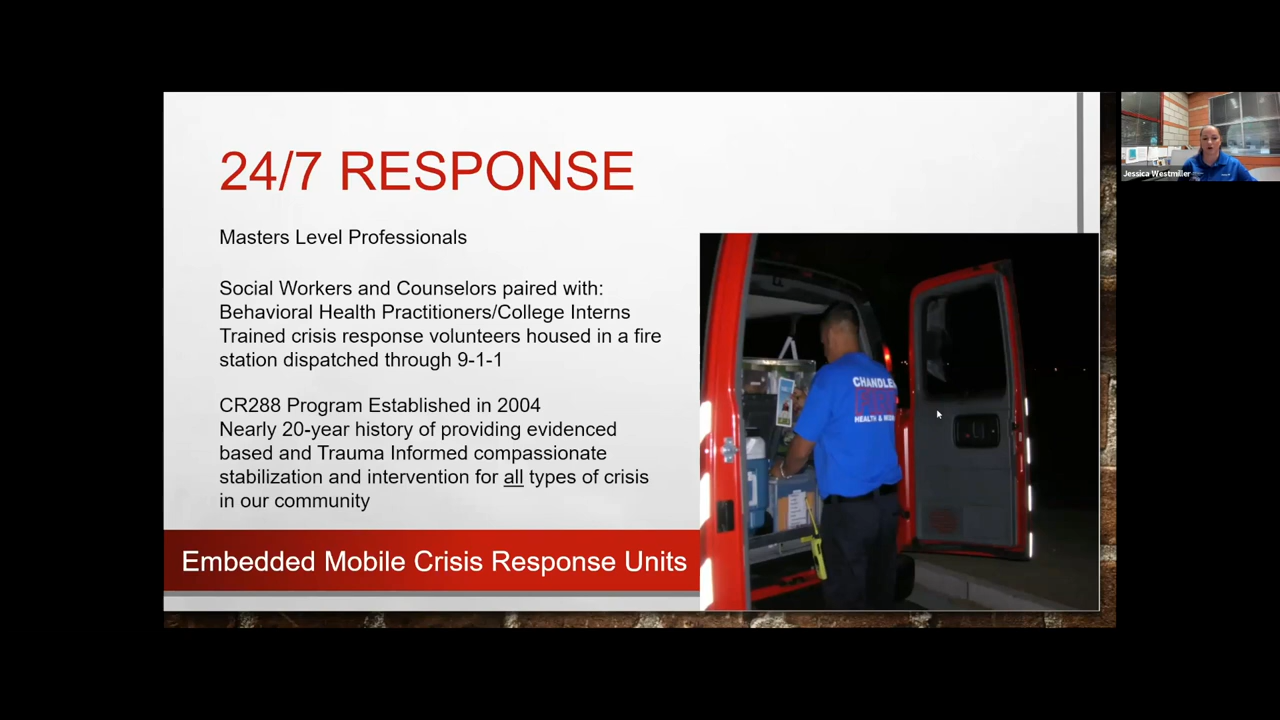 24/7 RESPONSE
Masters Level Professionals
Social Workers and Counselors paired with:
Behavioral Health Practitioners/College Interns
Trained crisis response volunteers housed in a fire
station dispatched through 9-1-1
CR288 Program Established in 2004
Nearly 20-year history of providing evidenced
based and Trauma Informed compassionate
stabilization and intervention for all types of crisis
in our community
Embedded Mobile Crisis Response Units
CHANDLER
HEALTH &
Jessica Westmiller